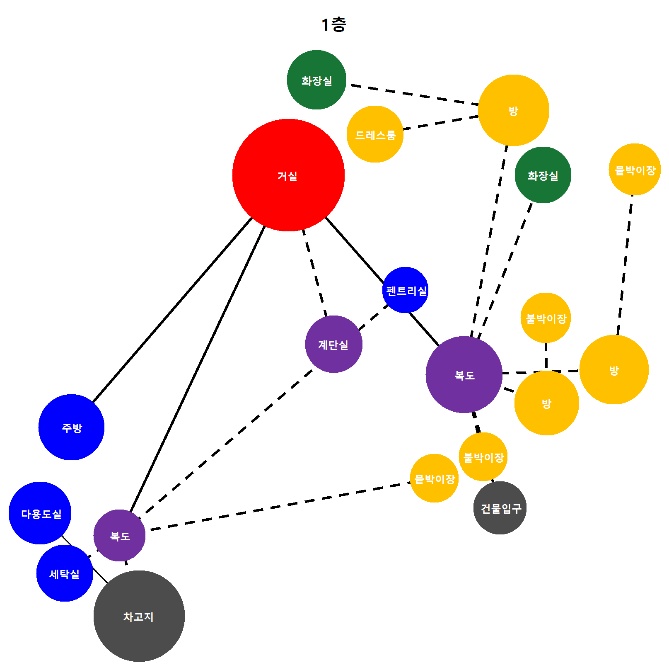 1층
화장실
방
드레스룸
화장실
붙박이장
거실
펜트리실
붙박이장
계단실
방
복도
방
주방
붙박이장
붙박이장
건물입구
다용도실
복도
세탁실
차고지